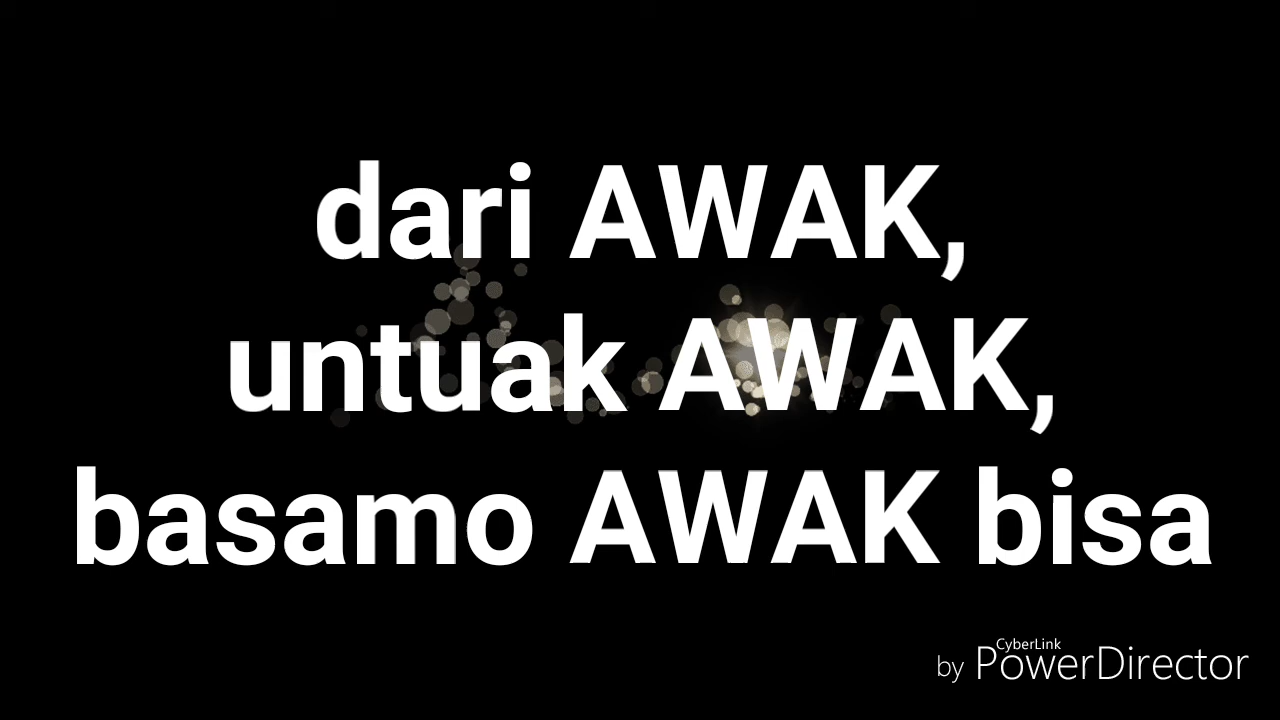 dari AWAK,
untuak AWAK,
basamo AWAK bisa
CyberLink
by PowerDirector